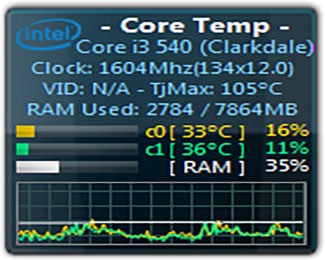 - Core Temp -
intel
Core i3 540 (Clarkdale)
Clock: 1604Mhz(134x12.0)
VID: N/A - TjMax: 105°C
RAM Used: 2784 / 7864MB
c0 [ 33°C ] 16%
c1 [ 36°C ] 11%
[ RAM ] 35%